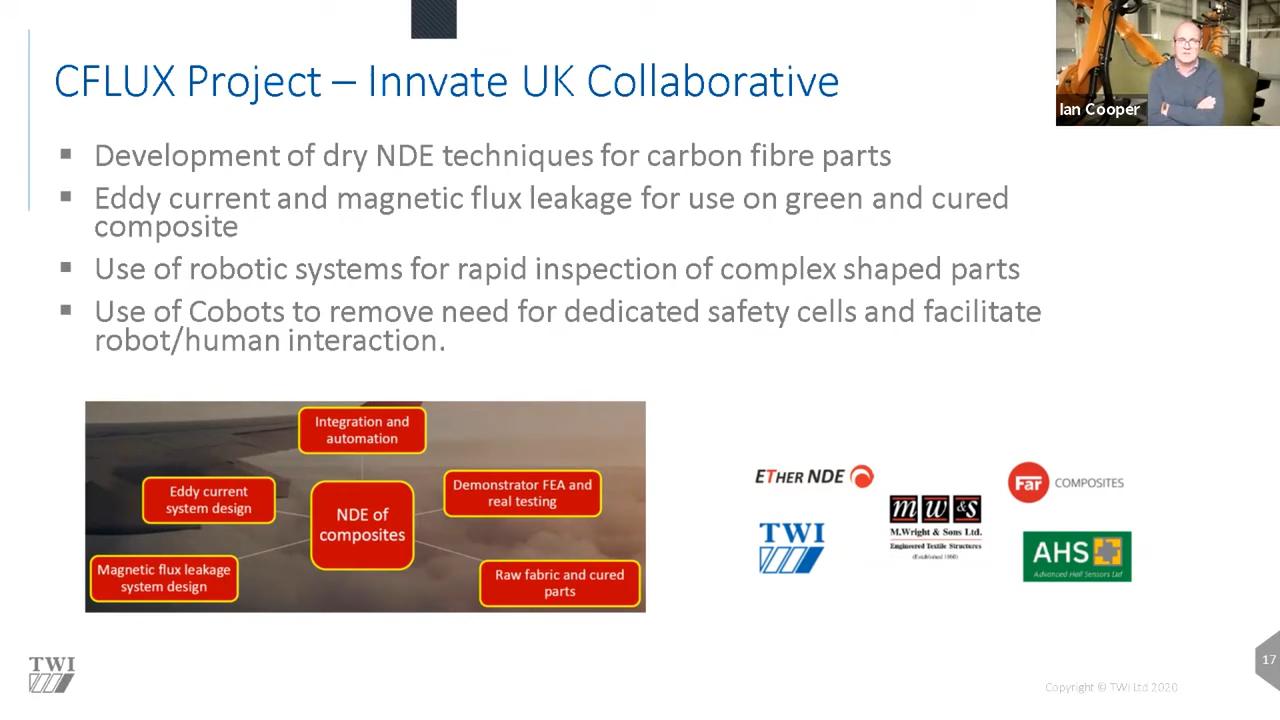 CFLUX Project – Innvate UK Collaborative
Ian Cooper
▪ Development of dry NDE techniques for carbon fibre parts
▪ Eddy current and magnetic flux leakage for use on green and cured
composite
▪ Use of robotic systems for rapid inspection of complex shaped parts
▪ Use of Cobots to remove need for dedicated safety cells and facilitate
robot/human interaction.
Integration and
automation
Eddy current
system design
Demonstrator FEA and
real testing
NDE of
composites
Magnetic flux leakage
system design
Raw fabric and cured
parts
ETHER NDE
Far COMPOSITES
mw&s
M.Wright & Sons Ltd.
Engineered Textile Structures
(Established 1860)
TWI
AHS
Advanced Hall Sensors Ltd
TWI
17
Copyright © TWI Ltd 2020